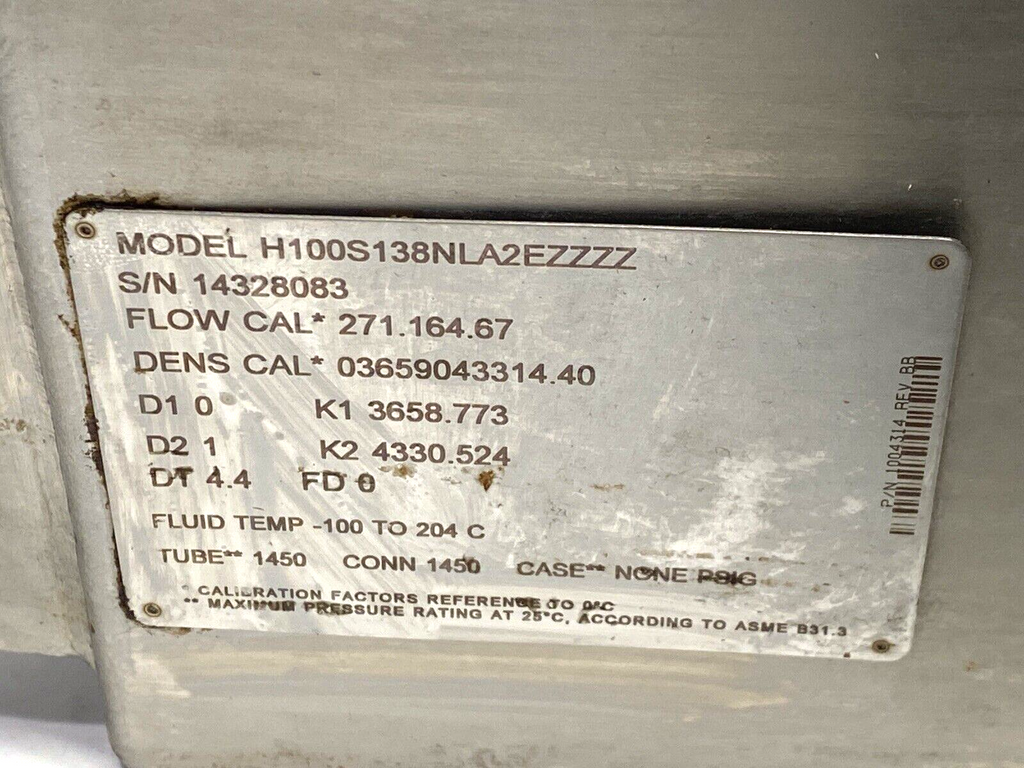 MODEL H100S138NLA2EZZZZ
S/N 14328083
FLOW CAL* 271.164.67
DENS CAL* 03659043314.40
D1 0 K1 3658.773
D2 1 K2 4330.524
DT 4.4 FD 0
FLUID TEMP -100 TO 204 C
TUBE** 1450 CONN 1450 CASE** NONE PSIG
* CALIBRATION FACTORS REFERENCE TO 0°C
** MAXIMUM PRESSURE RATING AT 25°C, ACCORDING TO ASME B31.3
P/N 1004314 REV BB